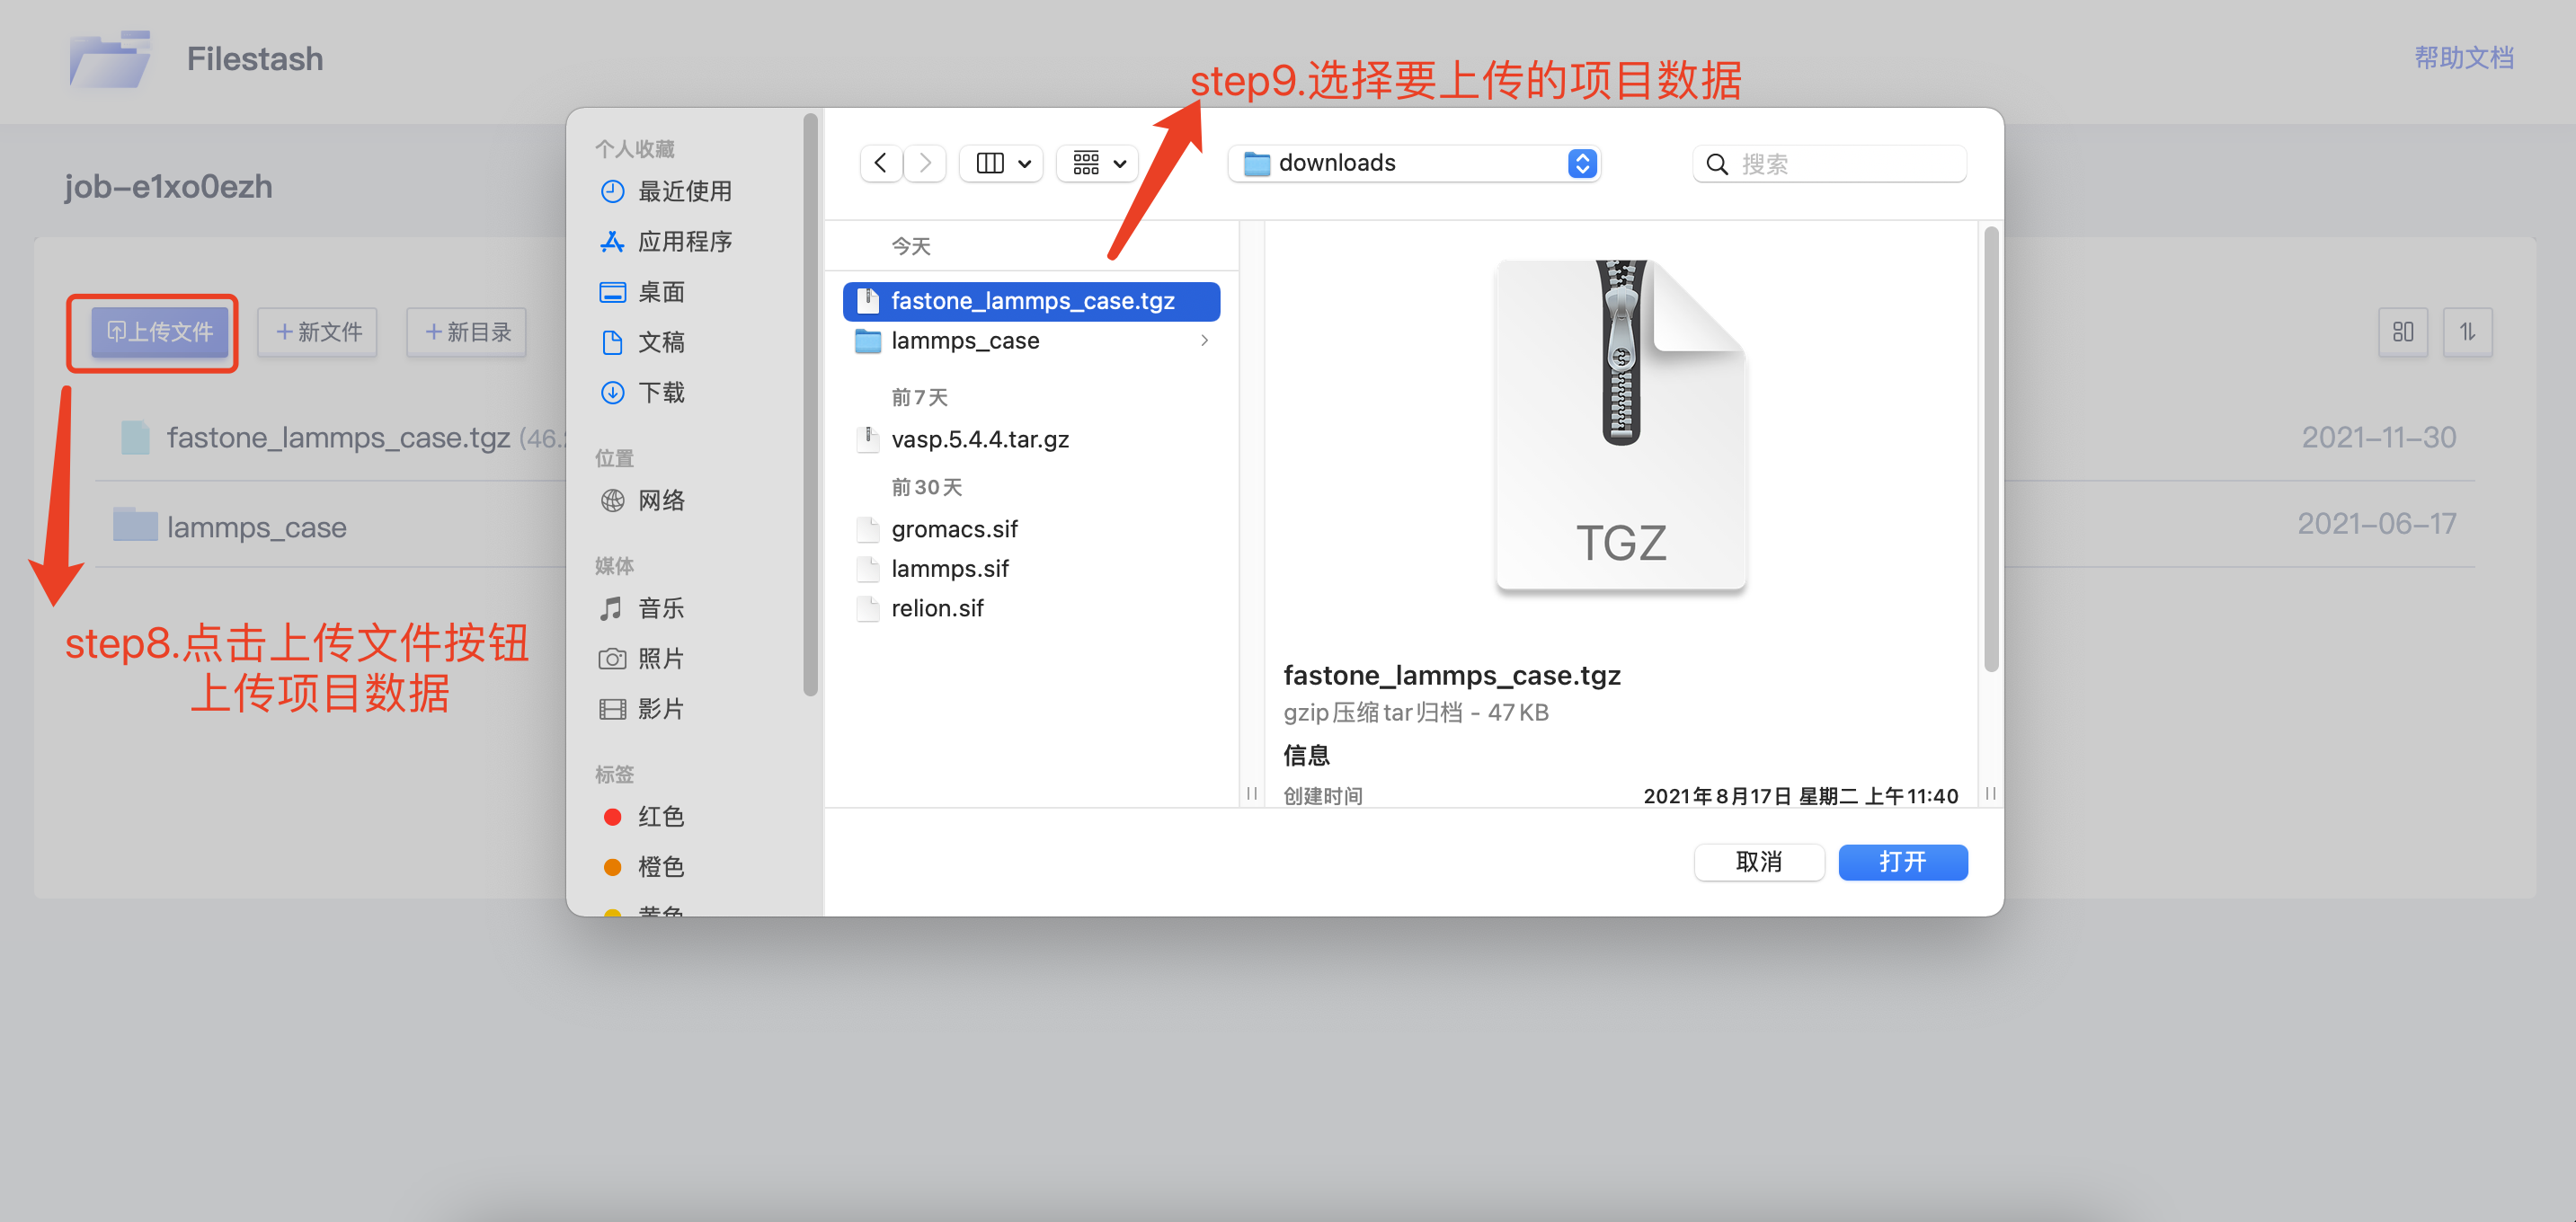 Filestash
帮助文档
step9.选择要上传的项目数据
job-e1xo0ezh
上传文件
+新文件
+新目录
fastone_lammps_case.tgz (46.
2021-11-30
lammps_case
2021-06-17
step8.点击上传文件按钮
上传项目数据
个人收藏
最近使用
应用程序
桌面
文稿
下载
位置
网络
媒体
音乐
照片
影片
标签
红色
橙色
黄色
downloads
搜索
今天
fastone_lammps_case.tgz
lammps_case
前7天
vasp.5.4.4.tar.gz
前30天
gromacs.sif
lammps.sif
relion.sif
TGZ
fastone_lammps_case.tgz
gzip压缩tar归档 - 47 KB
信息
创建时间 2021年8月17日 星期二 上午11:40
取消
打开